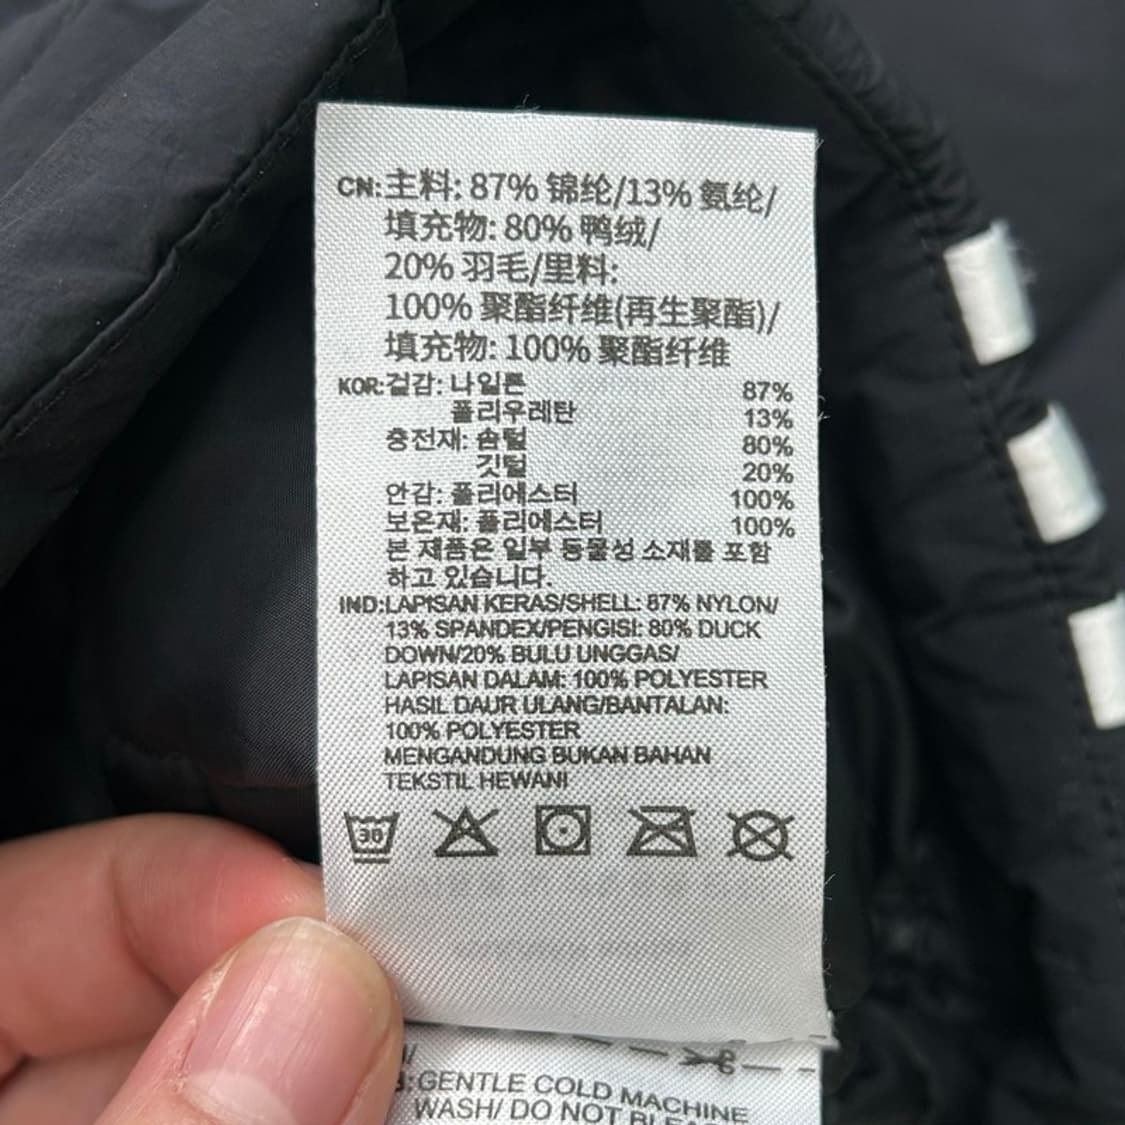 CN:主料: 87% 锦纶/13% 氨纶/
填充物: 80% 鸭绒/
20% 羽毛/里料:
100% 聚酯纤维(再生聚酯)/
填充物: 100% 聚酯纤维
KOR:겉감: 나일론 87%
폴리우레탄 13%
충전재: 솜털 80%
깃털 20%
안감: 폴리에스터 100%
보온재: 폴리에스터 100%
본 제품은 일부 동물성 소재를 포함
하고 있습니다.
IND:LAPISAN KERAS/SHELL: 87% NYLON/
13% SPANDEX/PENGISI: 80% DUCK
DOWN/20% BULU UNGGAS/
LAPISAN DALAM: 100% POLYESTER
HASIL DAUR ULANG/BANTALAN:
100% POLYESTER
MENGANDUNG BUKAN BAHAN
TEKSTIL HEWANI
30
GENTLE COLD MACHINE
WASH/ DO NOT